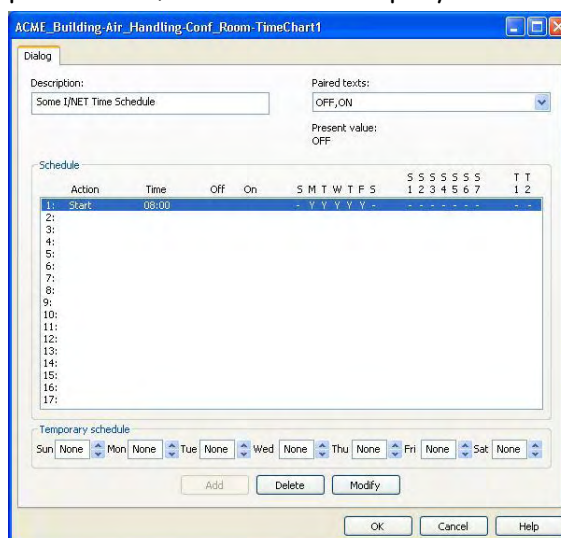 ACME_Building-Air_Handling-Conf_Room-TimeChart1
Dialog
Description: Paired texts:
Some I/NET Time Schedule OFF,ON
Present value:
OFF
Schedule
S S S S S S S T T
Action Time Off On S M T W T F S 1 2 3 4 5 6 7 1 2
1: Start 08:00 - Y Y Y Y Y - - - - - - - - - -
2:
3:
4:
5:
6:
7:
8:
9:
10:
11:
12:
13:
14:
15:
16:
17:
Temporary schedule
Sun None Mon None Tue None Wed None Thu None Fri None Sat None
Add Delete Modify
OK Cancel Help